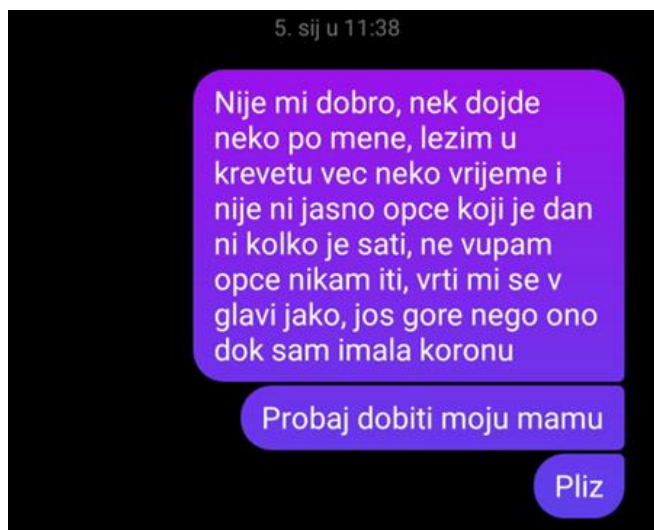 5. sij u 11:38
Nije mi dobro, nek dojde
neko po mene, lezim u
krevetu vec neko vrijeme i
nije ni jasno opce koji je dan
ni kolko je sati, ne vupam
opce nikam iti, vrti mi se v
glavi jako, jos gore nego ono
dok sam imala koronu
Probaj dobiti moju mamu
Pliz